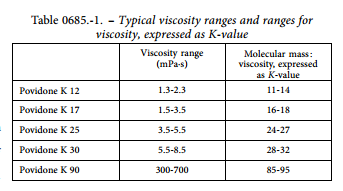 Table 0685.-1. – Typical viscosity ranges and ranges for
viscosity, expressed as K-value
Viscosity range
(mPa·s)
Molecular mass:
viscosity, expressed
as K-value
Povidone K 12 1.3-2.3 11-14
Povidone K 17 1.5-3.5 16-18
Povidone K 25 3.5-5.5 24-27
Povidone K 30 5.5-8.5 28-32
Povidone K 90 300-700 85-95